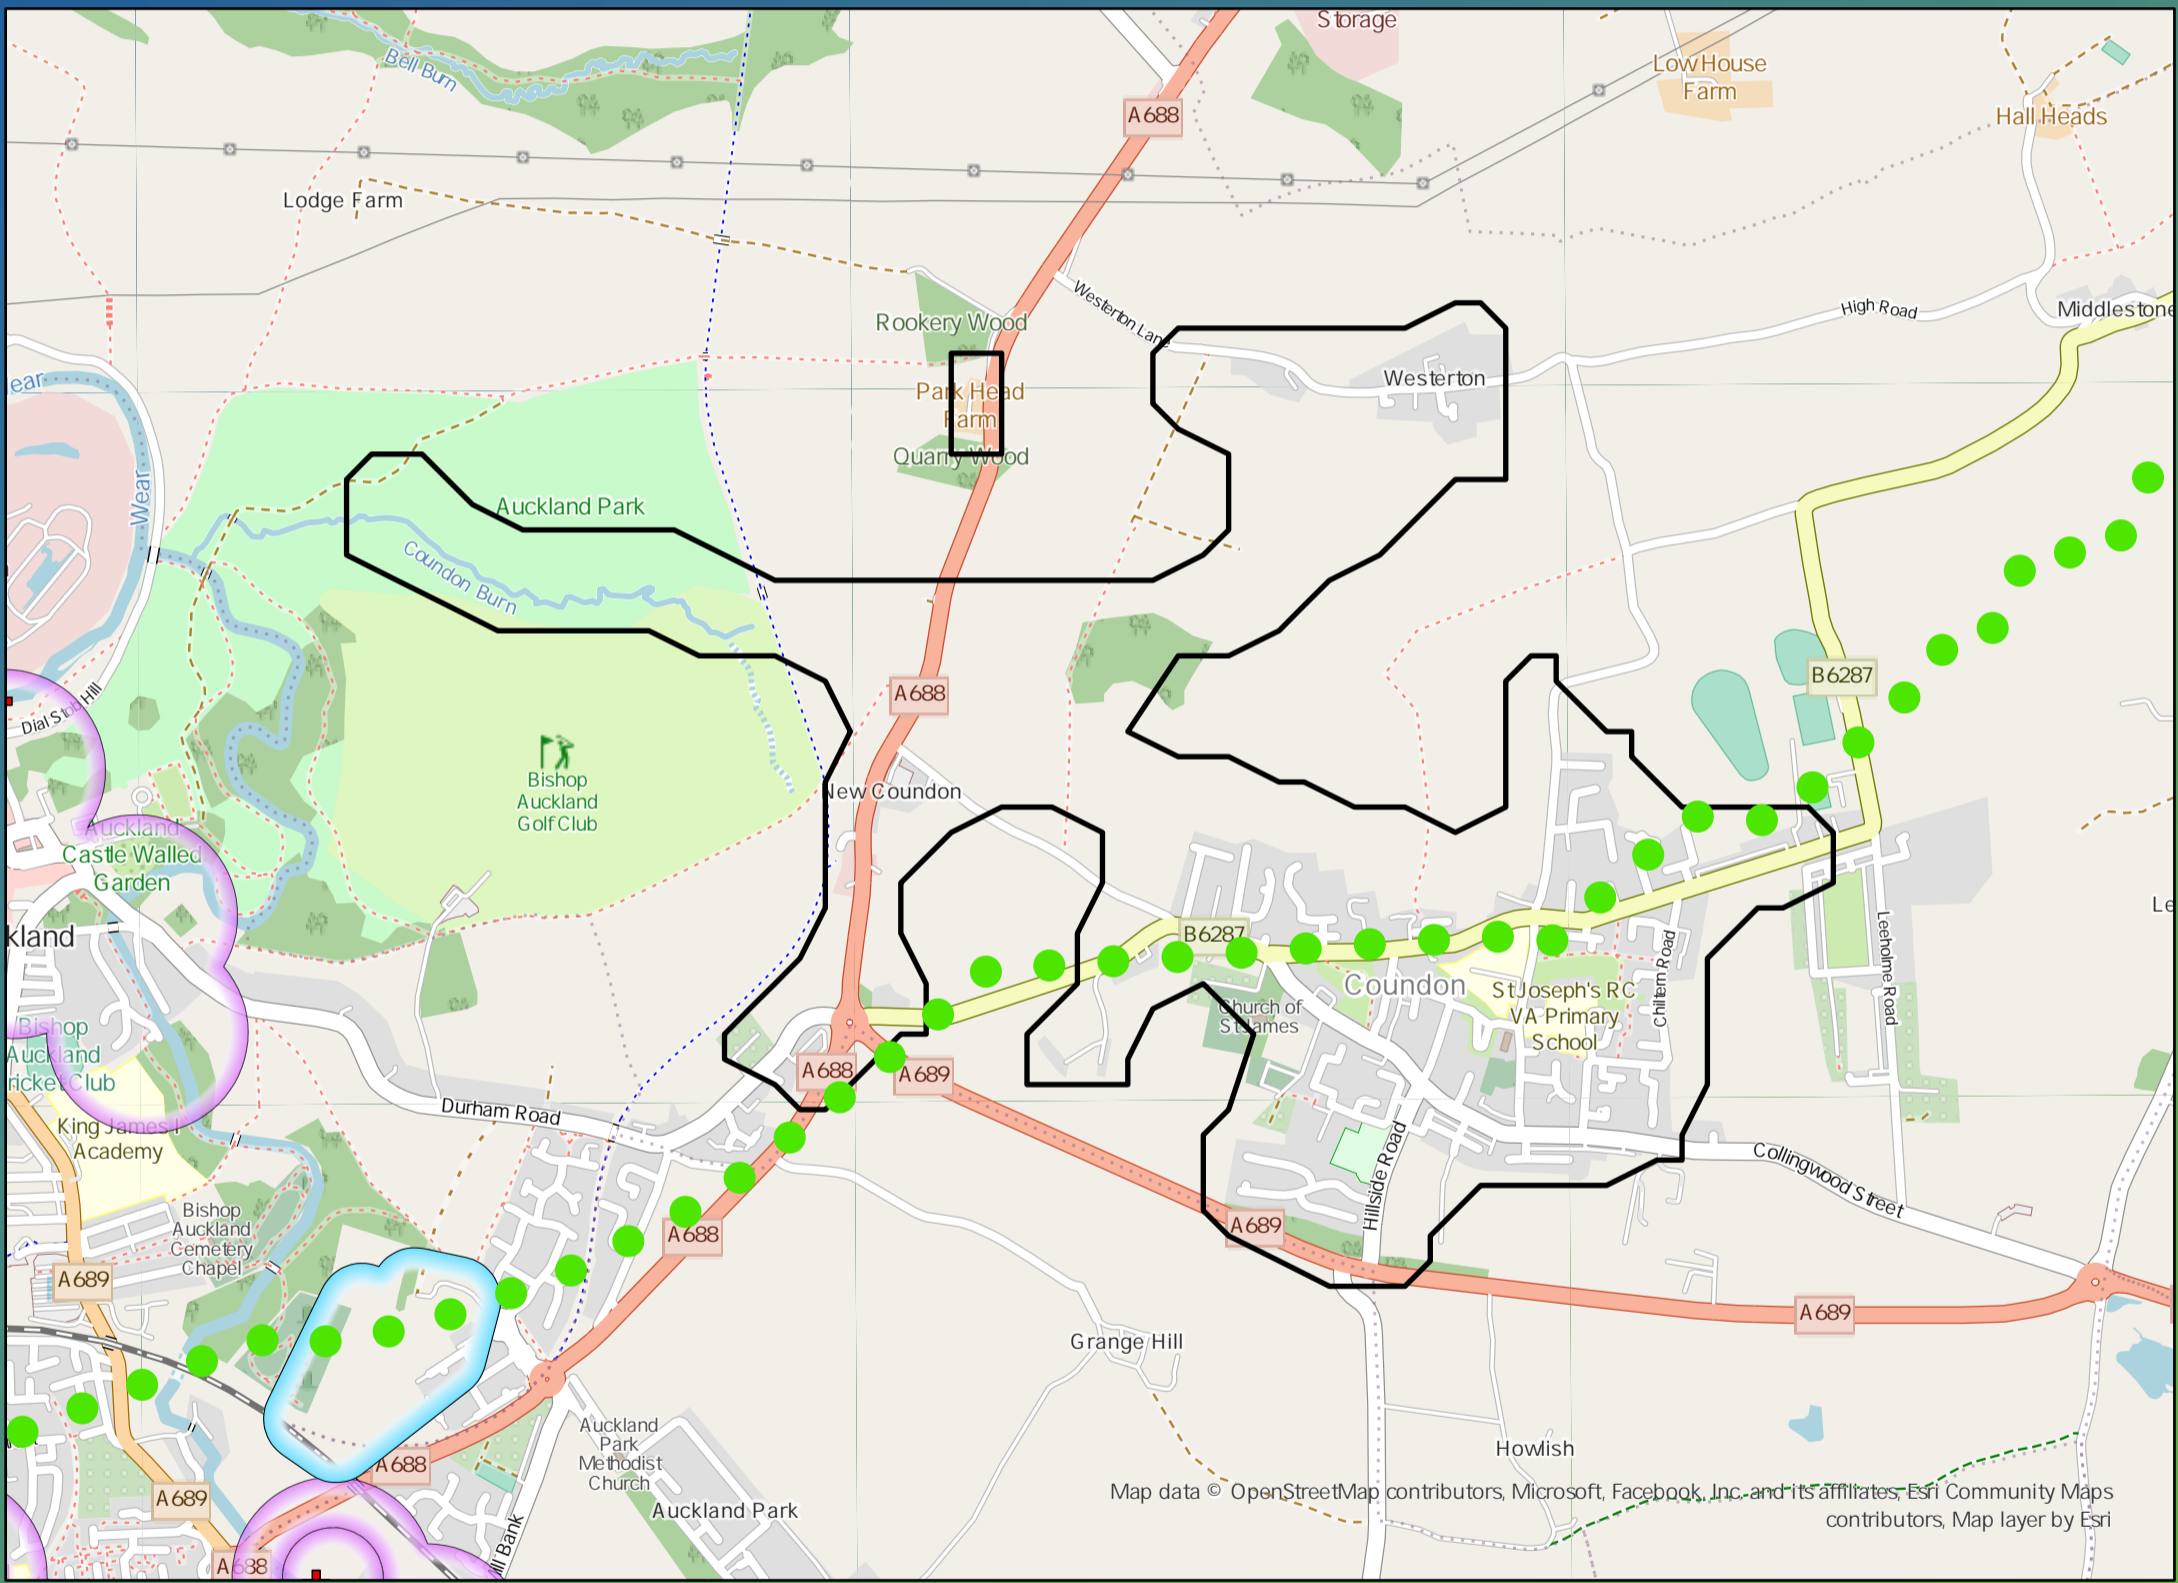 Storage
Bell Burn
Low House
Farm
A688
Hall Heads
Lodge Farm
Westerton Lane
High Road
Middlestone
Rookery Wood
Westerton
ear
Park Head
Farm
Quarry Wood
Wear
Auckland Park
Coundon Burn
B6287
A688
Dial Stob Hill
Bishop
Auckland
Golf Club
New Coundon
Auckland
Castle Walled
Garden
Le
kland
B6287
Leeholme Road
Chiltern Road
Coundon
St Joseph's RC
VA Primary
School
Church of
St James
Bishop
Auckland
ricket Club
A688
A689
Durham Road
King James I
Academy
Hillside Road
Collingwood Street
Bishop
Auckland
Cemetery
Chapel
A688
A689
A689
A689
Grange Hill
Auckland
Park
Methodist
Church
Howlish
A688
A689
Auckland Park
Map data © OpenStreetMap contributors, Microsoft, Facebook, Inc. and its affiliates, Esri Community Maps
contributors, Map layer by Esri
ill Bank
A688